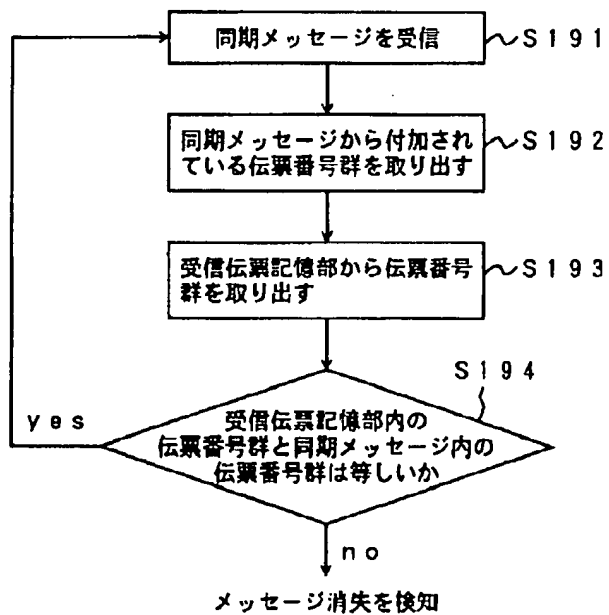 同期メッセージを受信
S191
同期メッセージから付加され
ている伝票番号群を取り出す
S192
受信伝票記憶部から伝票番号
群を取り出す
S193
S194
yes
受信伝票記憶部内の
伝票番号群と同期メッセージ内の
伝票番号群は等しいか
no
メッセージ消失を検知